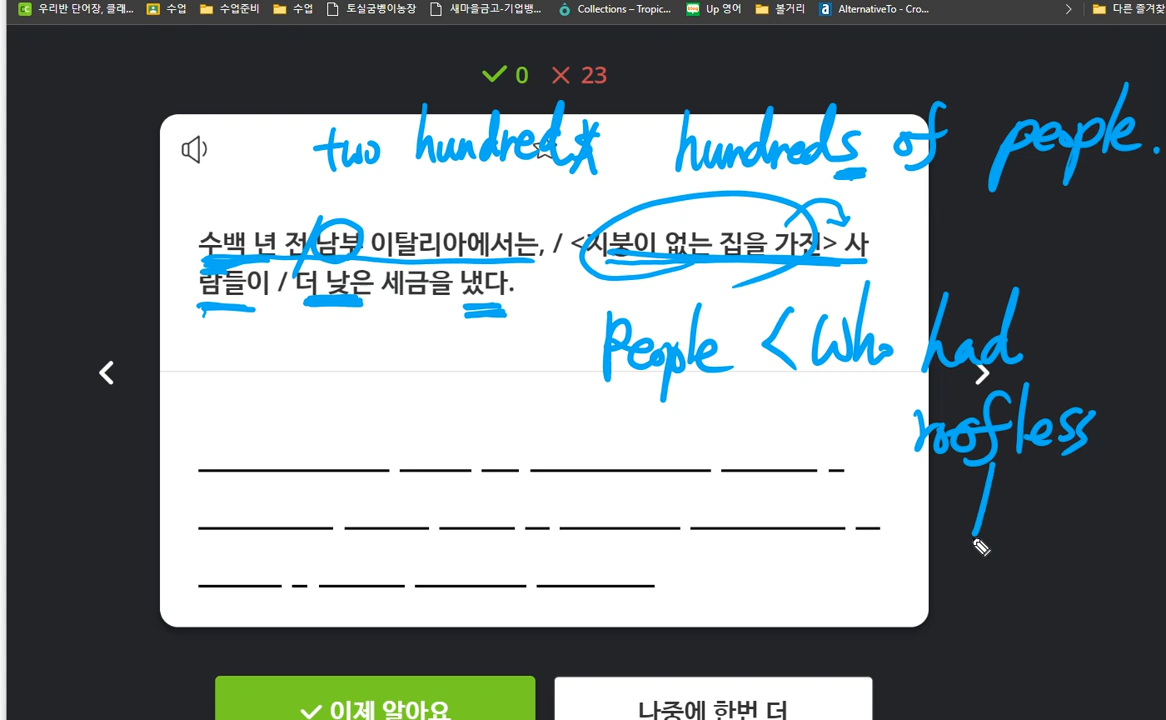 우리반 단어장, 클래... 수업 수업준비 수업 토실굼벵이농장 새마을금고-기업뱅... Collections – Tropic... Up 영어 볼거리 AlternativeTo - Cro... 다른 즐겨찾
0 23
two hundred hundreds of people.
수백 년 전 남부 이탈리아에서는, / <지붕이 없는 집을 가진> 사
람들이 / 더 낮은 세금을 냈다.
people < who had
roofless
이제 알아요 나중에 한번 더